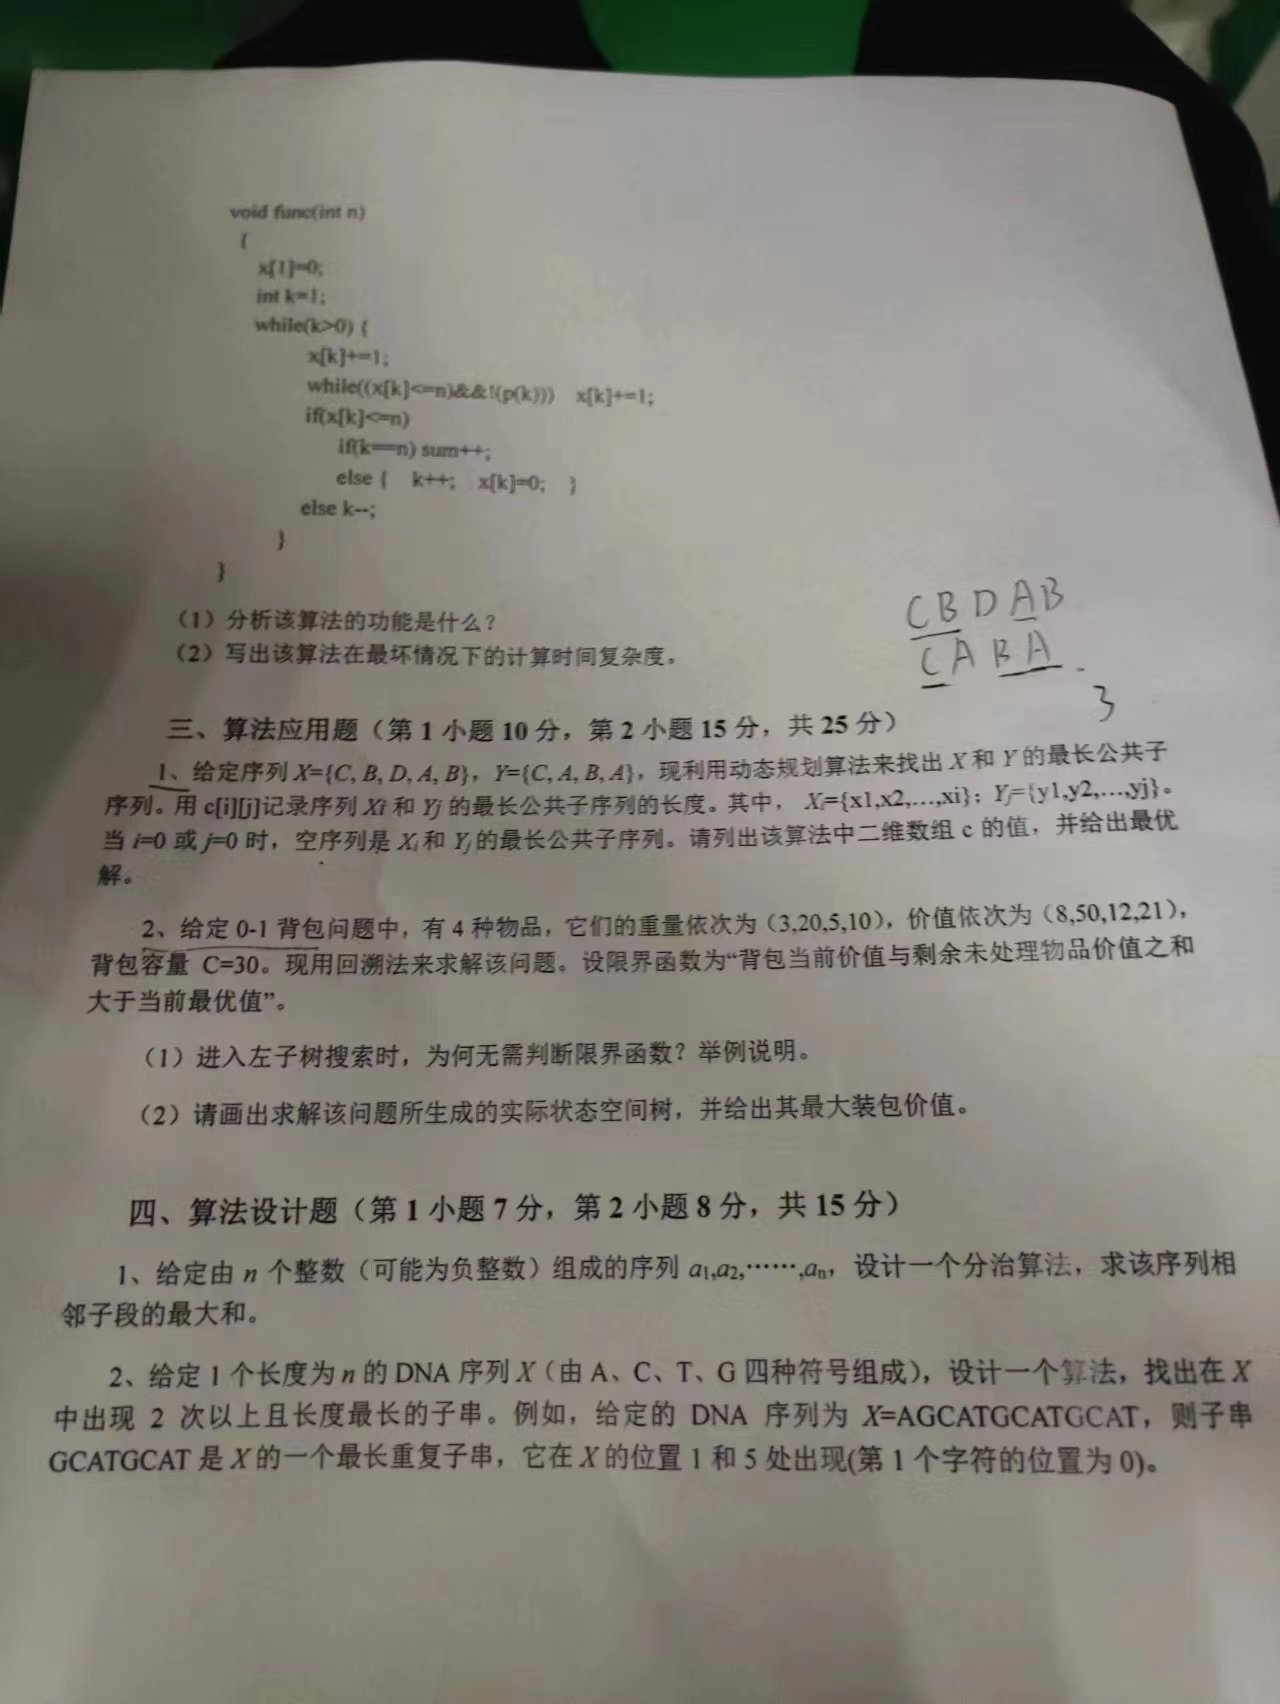 void func(int n)
{
x[1]=0;
int k=1;
while(k>0) {
x[k]+=1;
while((x[k]<=n)&&!(p(k))) x[k]+=1;
if(x[k]<=n)
if(k==n) sum++;
else { k++; x[k]=0; }
else k--;
}
}
（1）分析该算法的功能是什么？
（2）写出该算法在最坏情况下的计算时间复杂度。
CBDAB
CABA
3
三、算法应用题（第 1 小题 10 分，第 2 小题 15 分，共 25 分）
1、给定序列 X={C, B, D, A, B}，Y={C, A, B, A}，现利用动态规划算法来找出 X 和 Y 的最长公共子
序列。用 c[i][j]记录序列 Xi 和 Yj 的最长公共子序列的长度。其中， Xi={x1,x2,…,xi}；Yj={y1,y2,…,yj}。
当 i=0 或 j=0 时，空序列是 Xi 和 Yj 的最长公共子序列。请列出该算法中二维数组 c 的值，并给出最优
解。
2、给定 0-1 背包问题中，有 4 种物品，它们的重量依次为（3,20,5,10），价值依次为（8,50,12,21），
背包容量 C=30。现用回溯法来求解该问题。设限界函数为“背包当前价值与剩余未处理物品价值之和
大于当前最优值”。
（1）进入左子树搜索时，为何无需判断限界函数？举例说明。
（2）请画出求解该问题所生成的实际状态空间树，并给出其最大装包价值。
四、算法设计题（第 1 小题 7 分，第 2 小题 8 分，共 15 分）
1、给定由 n 个整数（可能为负整数）组成的序列 a1,a2,……,an，设计一个分治算法，求该序列相
邻子段的最大和。
2、给定 1 个长度为 n 的 DNA 序列 X（由 A、C、T、G 四种符号组成），设计一个算法，找出在 X
中出现 2 次以上且长度最长的子串。例如，给定的 DNA 序列为 X=AGCATGCATGCAT，则子串
GCATGCAT 是 X 的一个最长重复子串，它在 X 的位置 1 和 5 处出现(第 1 个字符的位置为 0)。